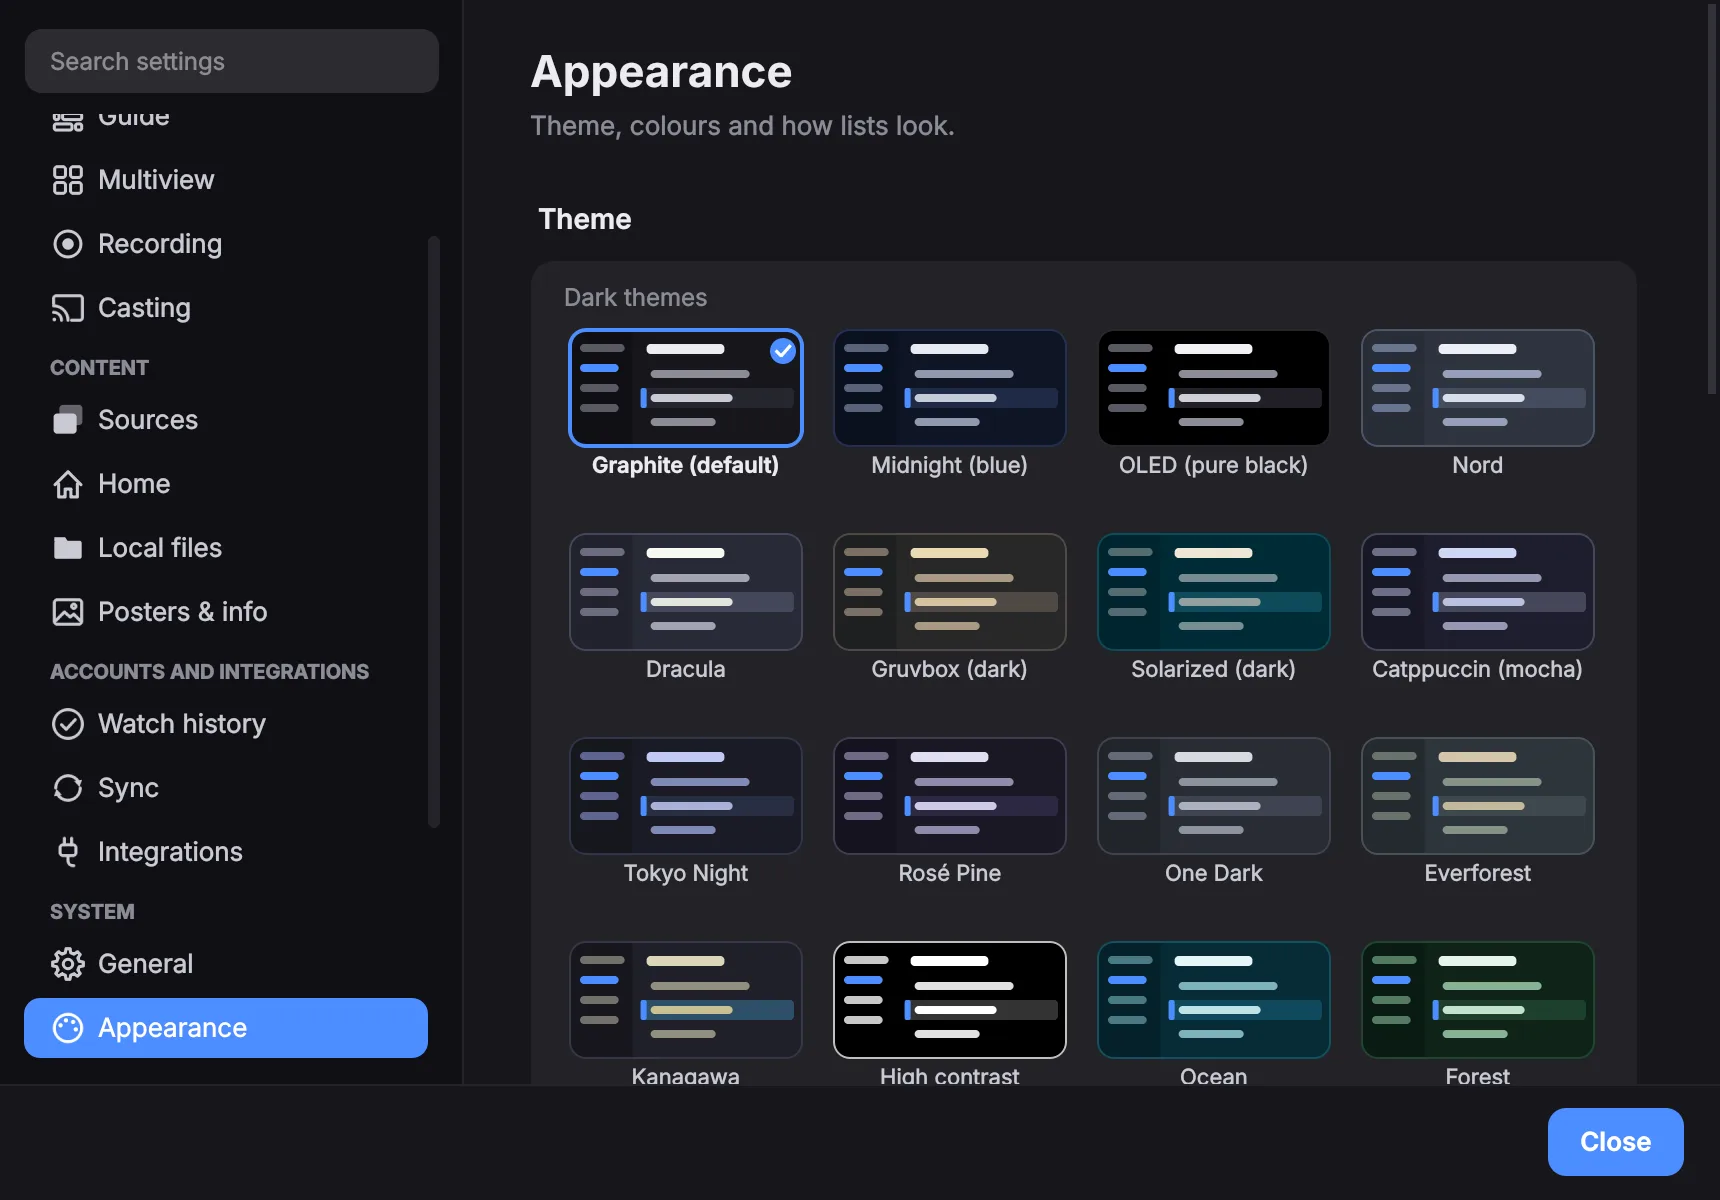 Search settings
Guide
Multiview
Recording
Casting
CONTENT
Sources
Home
Local files
Posters & info
ACCOUNTS AND INTEGRATIONS
Watch history
Sync
Integrations
SYSTEM
General
Appearance
Appearance
Theme, colours and how lists look.
Theme
Dark themes
Graphite (default)
Midnight (blue)
OLED (pure black)
Nord
Dracula
Gruvbox (dark)
Solarized (dark)
Catppuccin (mocha)
Tokyo Night
Rosé Pine
One Dark
Everforest
Kanagawa
High contrast
Ocean
Forest
Close